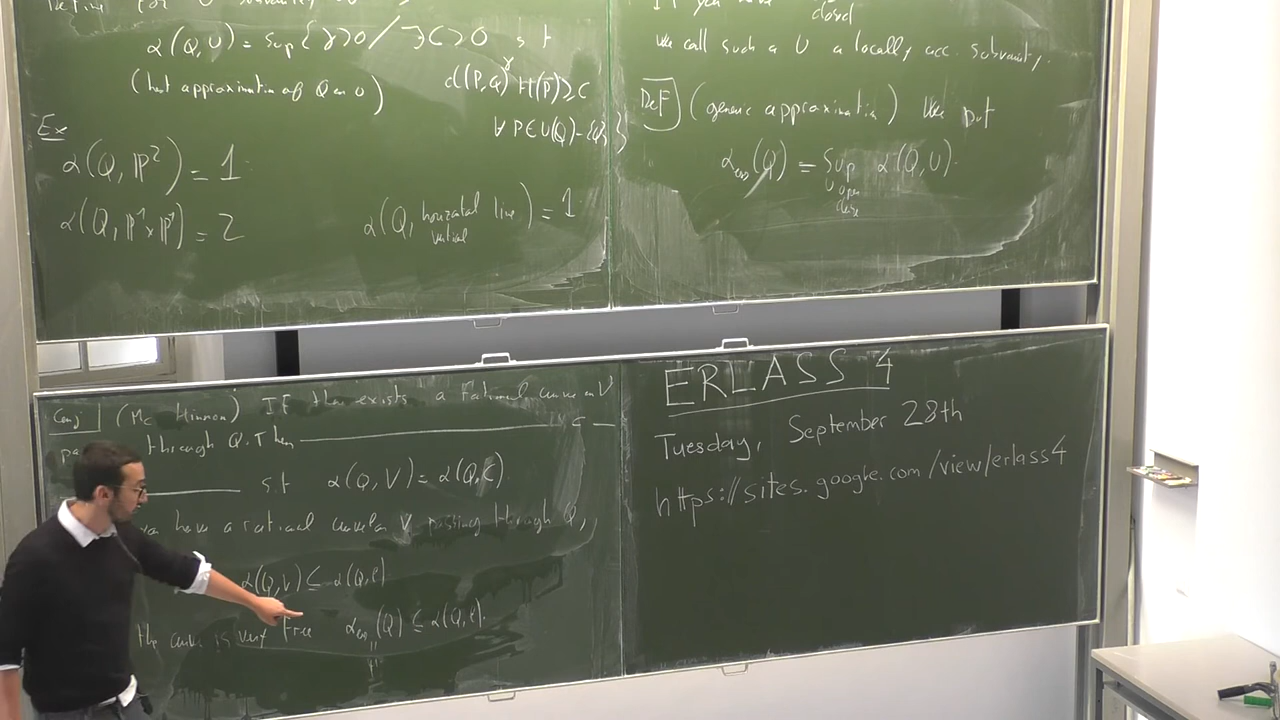 α(Q,U) = Sup{γ>0 / ∃C>0 s t
(best approximation of Q on U)
d(P,Q)^γ H(P) ≥ C
∀ P ∈ U(Q) - {Q}}
Ex
α(Q, P²) = 1
α(Q, P¹×P¹) = 2
α(Q, horizontal line) = 1
vertical
closed
we call such a U a locally acc. subvariety.
DEF (generic approximation) We put
α_ess(Q) = Sup α(Q,U).
U open
dense
Conj (Mc Kinnon) IF there exists a rational curve on V
through Q. Then
C
s.t α(Q, V) = α(Q,C)
have a rational curve on V passing through Q,
α(Q,V) ≤ α(Q,C)
the curve is very free α_ess(Q) ≤ α(Q,C).
ERLASS 4
Tuesday, September 28th
https://sites.google.com/view/erlass4